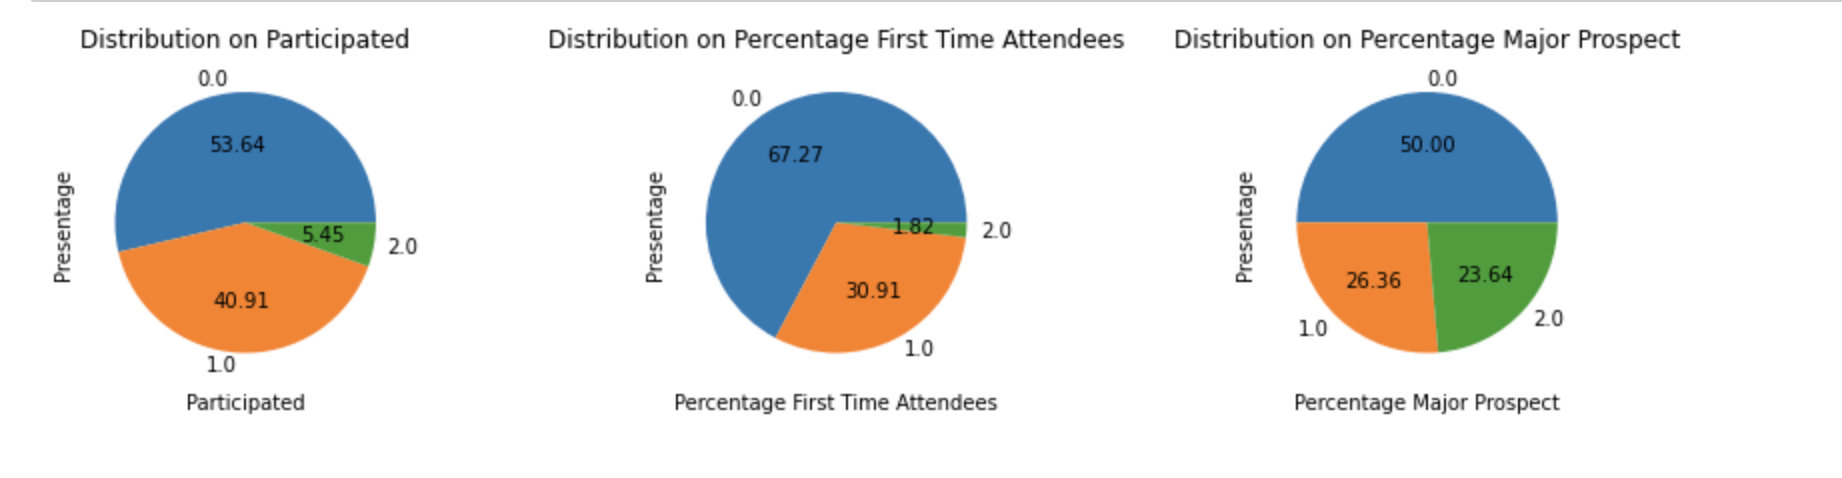 Distribution on Participated
0.0
53.64
Presentage
5.45
2.0
40.91
1.0
Participated
Distribution on Percentage First Time Attendees
0.0
67.27
Presentage
1.82
2.0
30.91
1.0
Percentage First Time Attendees
Distribution on Percentage Major Prospect
0.0
50.00
Presentage
26.36
23.64
1.0
2.0
Percentage Major Prospect